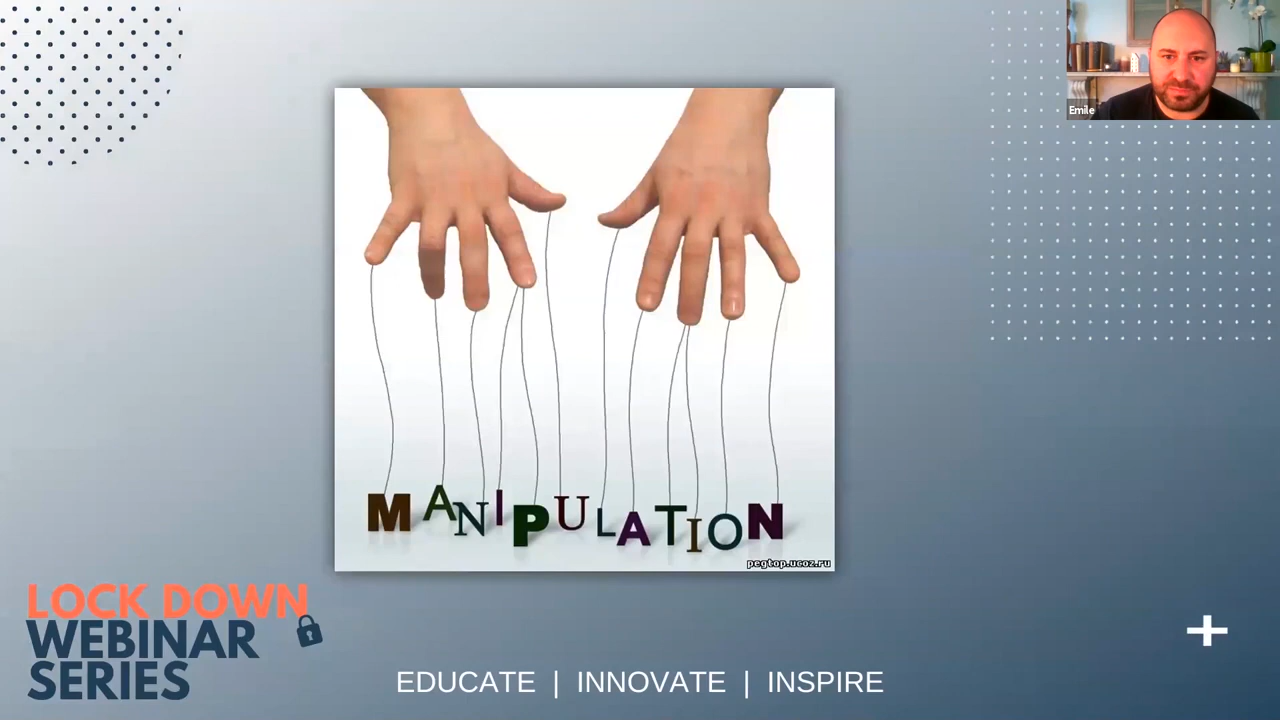 Emile
MANIPULATION
pegtop.ucoz.ru
LOCK DOWN
WEBINAR
SERIES
EDUCATE | INNOVATE | INSPIRE